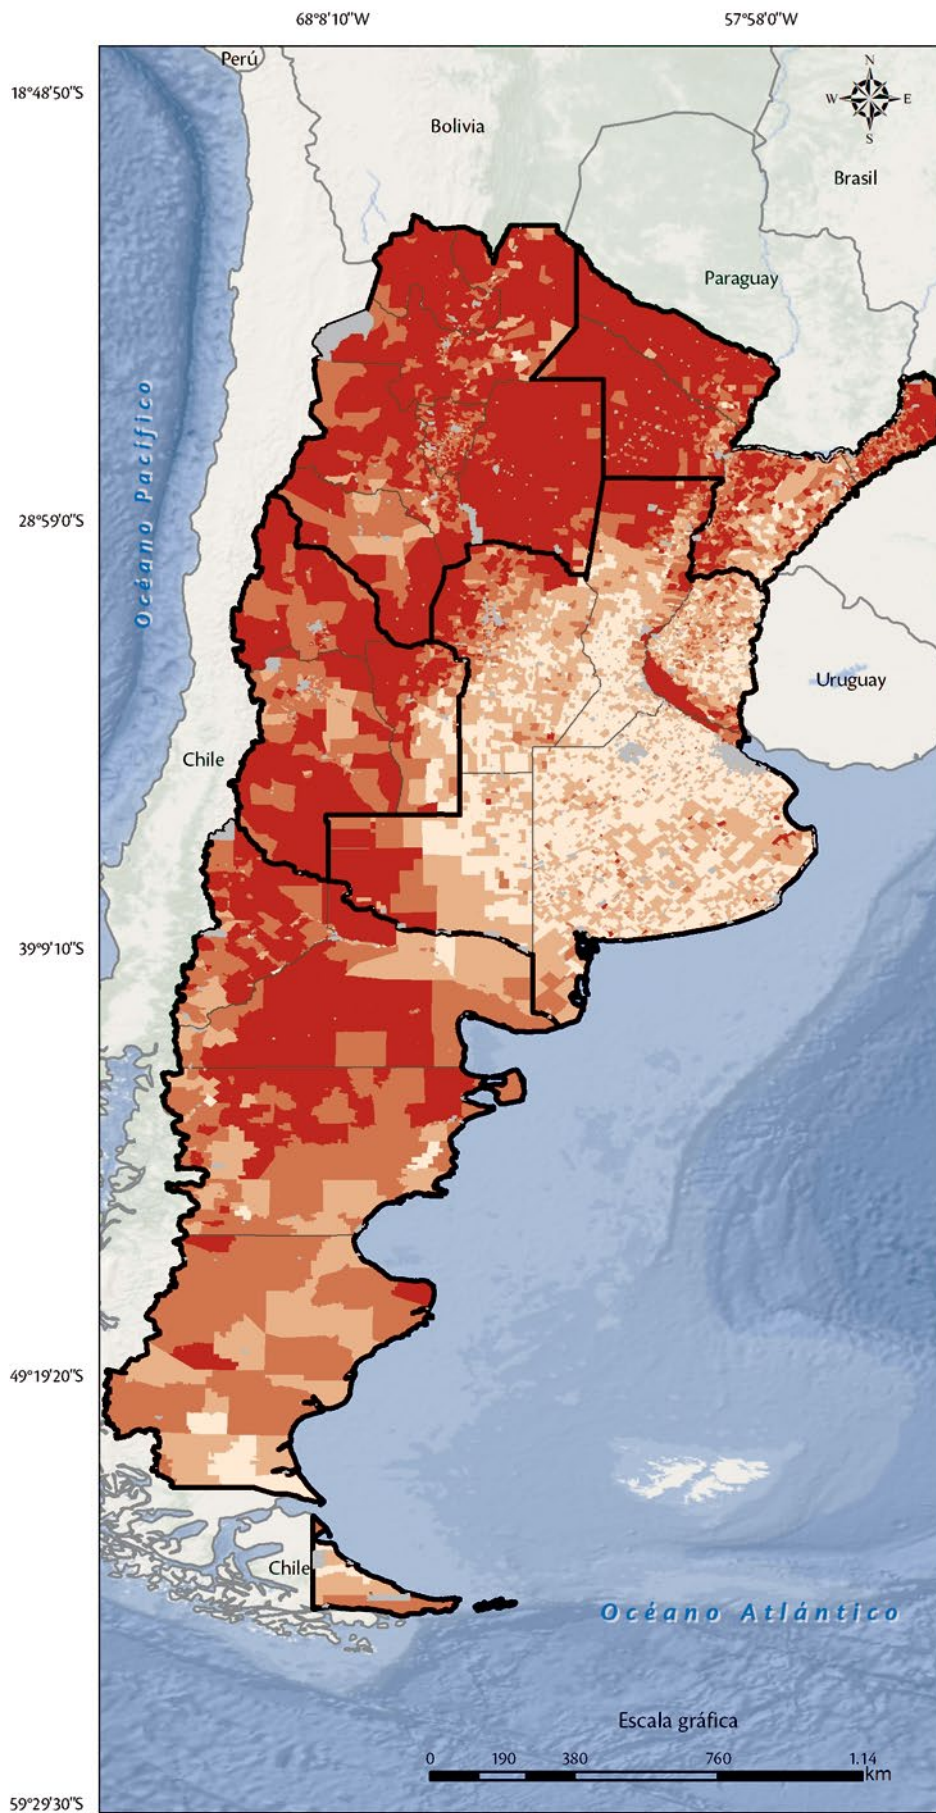 68°8'10"W 57°58'0"W
18°48'50"S
Perú
N
W E
S
Bolivia
Brasil
Paraguay
Océano Pacífico
28°59'0"S
Uruguay
Chile
39°9'10"S
49°19'20"S
Chile
Océano Atlántico
Escala gráfica
0 190 380 760 1.14
km
59°29'30"S